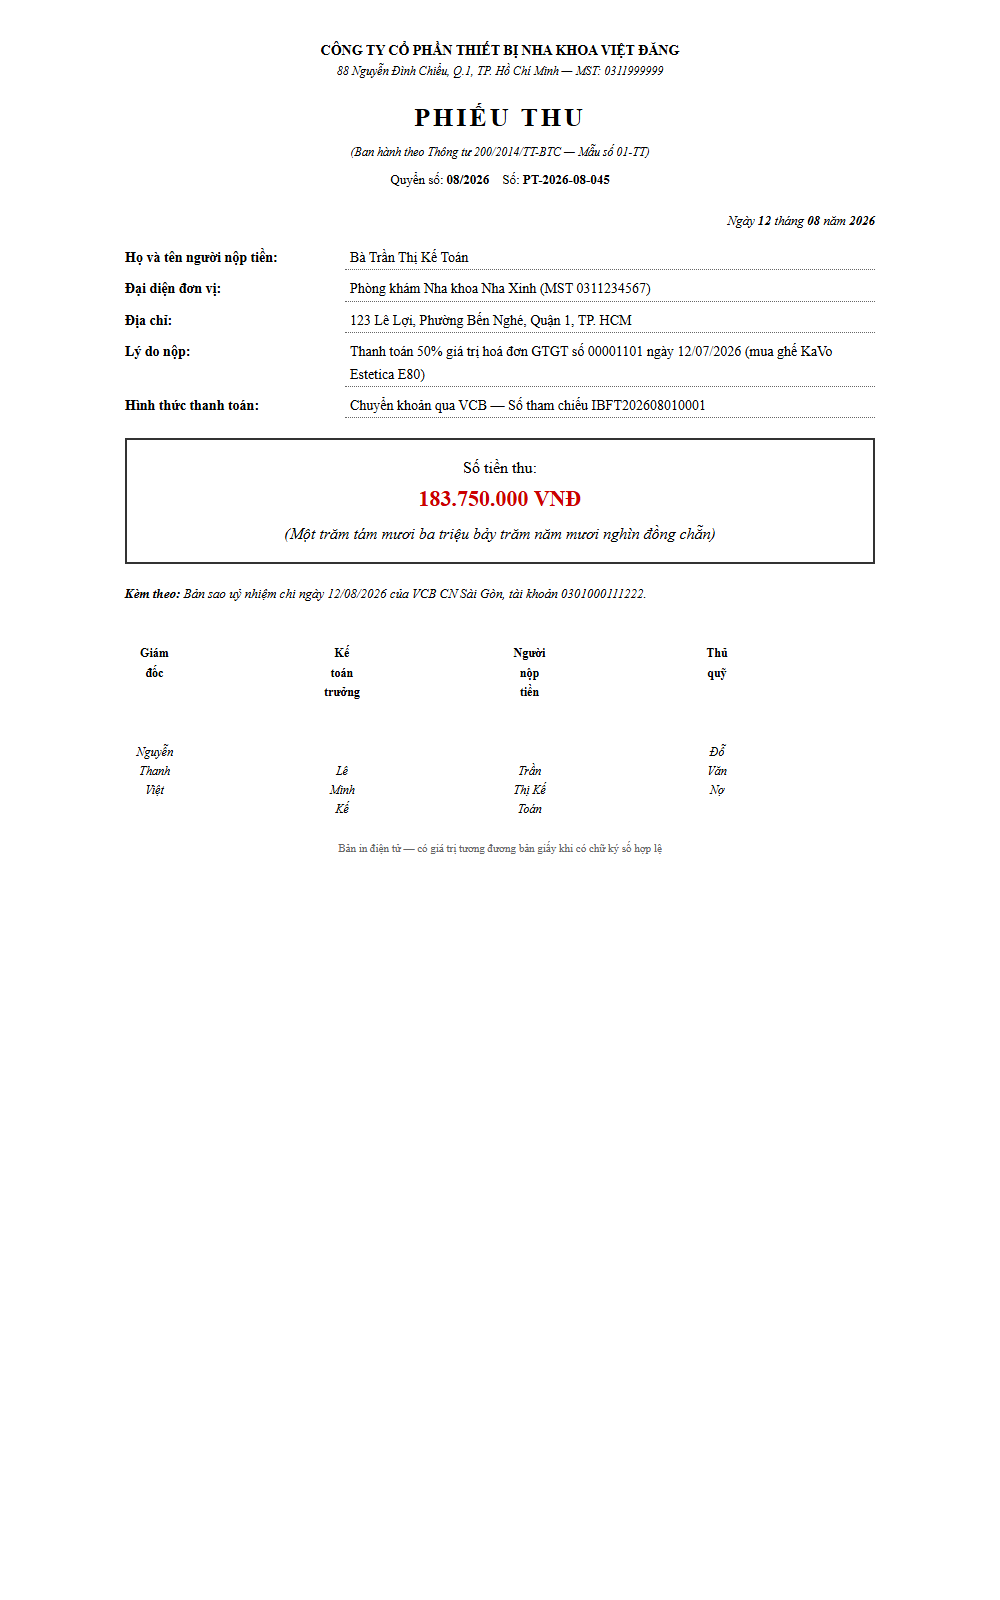 CÔNG TY CỔ PHẦN THIẾT BỊ NHA KHOA VIỆT ĐĂNG
88 Nguyễn Đình Chiểu, Q.1, TP. Hồ Chí Minh — MST: 0311999999
PHIẾU THU
(Ban hành theo Thông tư 200/2014/TT-BTC — Mẫu số 01-TT)
Quyển số: 08/2026 Số: PT-2026-08-045
Ngày 12 tháng 08 năm 2026
Họ và tên người nộp tiền: Bà Trần Thị Kế Toán
Đại diện đơn vị: Phòng khám Nha khoa Nha Xinh (MST 0311234567)
Địa chỉ: 123 Lê Lợi, Phường Bến Nghé, Quận 1, TP. HCM
Lý do nộp: Thanh toán 50% giá trị hoá đơn GTGT số 00001101 ngày 12/07/2026 (mua ghế KaVo
Estetica E80)
Hình thức thanh toán: Chuyển khoản qua VCB — Số tham chiếu IBFT202608010001
Số tiền thu:
183.750.000 VNĐ
(Một trăm tám mươi ba triệu bảy trăm năm mươi nghìn đồng chẵn)
Kèm theo: Bản sao uỷ nhiệm chi ngày 12/08/2026 của VCB CN Sài Gòn, tài khoản 0301000111222.
Giám đốc
Kế toán trưởng
Người nộp tiền
Thủ quỹ
Nguyễn Thanh Việt
Lê Minh Kế
Trần Thị Kế Toán
Đỗ Văn Nợ
Bản in điện tử — có giá trị tương đương bản giấy khi có chữ ký số hợp lệ